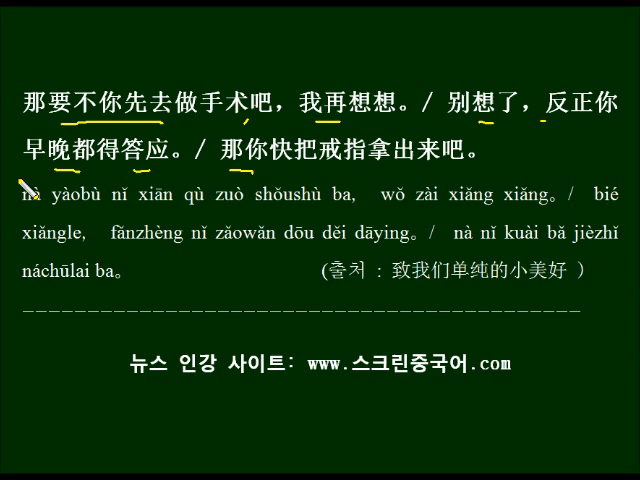 那要不你先去做手术吧，我再想想。/ 别想了，反正你
早晚都得答应。/ 那你快把戒指拿出来吧。
nà yàobù nǐ xiān qù zuò shǒushù ba, wǒ zài xiǎng xiǎng。/ bié
xiǎngle, fǎnzhèng nǐ zǎowǎn dōu děi dāying。/ nà nǐ kuài bǎ jièzhǐ
náchūlai ba。 (출처 : 致我们单纯的小美好 )
뉴스 인강 사이트: www.스크린중국어.com